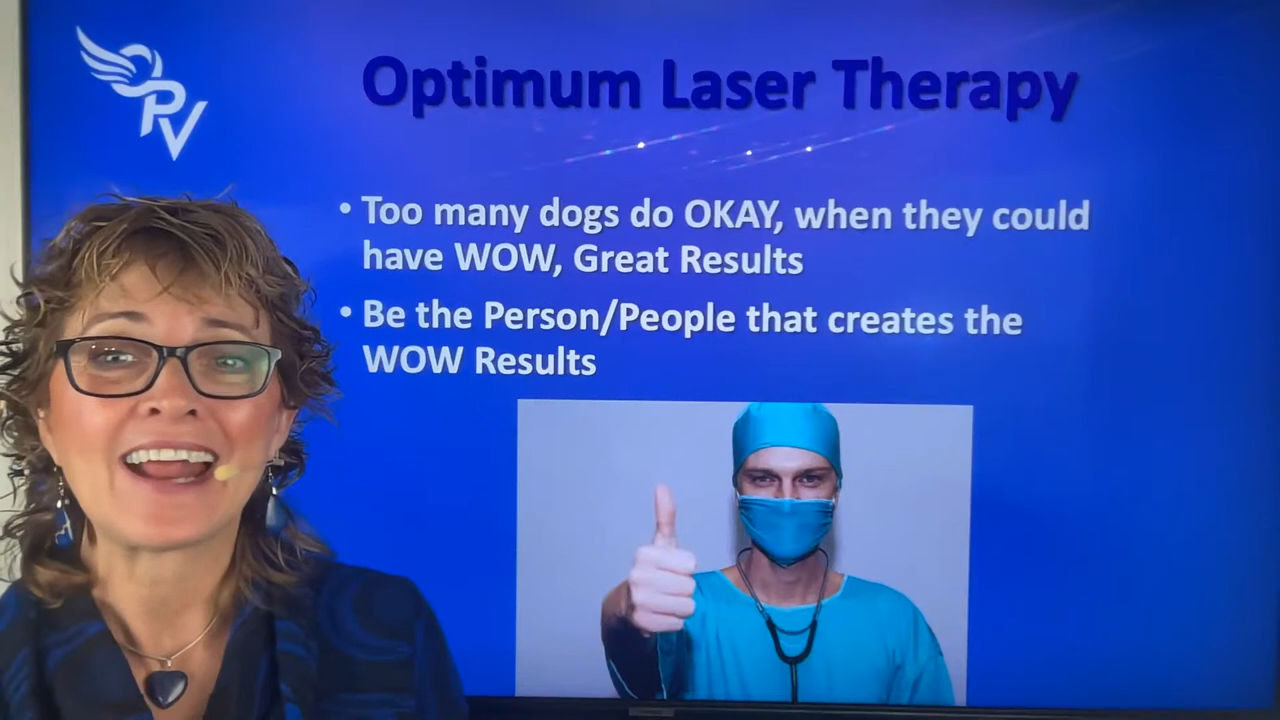 PV
Optimum Laser Therapy
• Too many dogs do OKAY, when they could
have WOW, Great Results
• Be the Person/People that creates the
WOW Results